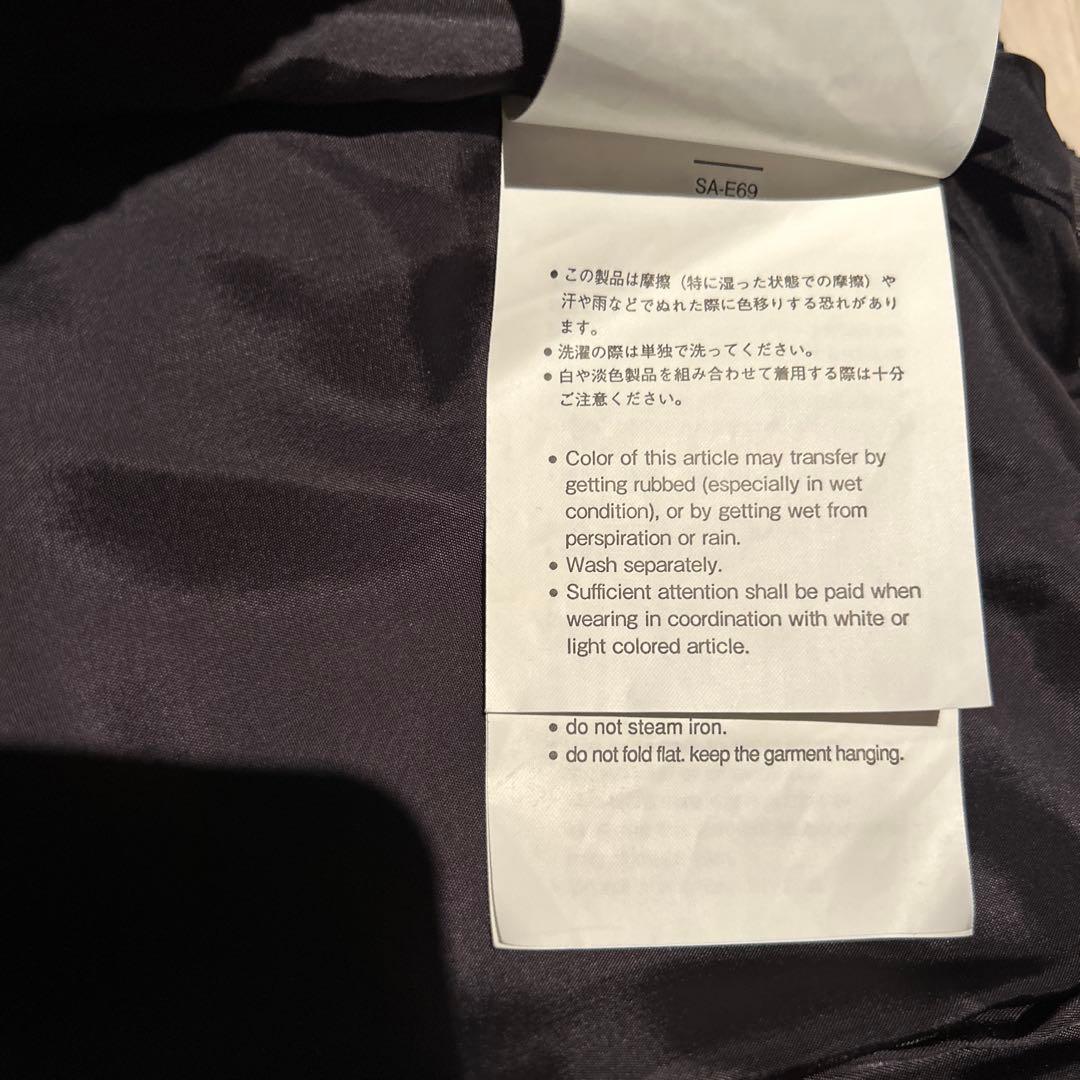 SA-E69
● この製品は摩擦（特に湿った状態での摩擦）や
汗や雨などでぬれた際に色移りする恐れがあり
ます。
● 洗濯の際は単独で洗ってください。
● 白や淡色製品を組み合わせて着用する際は十分
ご注意ください。
● Color of this article may transfer by
getting rubbed (especially in wet
condition), or by getting wet from
perspiration or rain.
● Wash separately.
● Sufficient attention shall be paid when
wearing in coordination with white or
light colored article.
● do not steam iron.
● do not fold flat. keep the garment hanging.